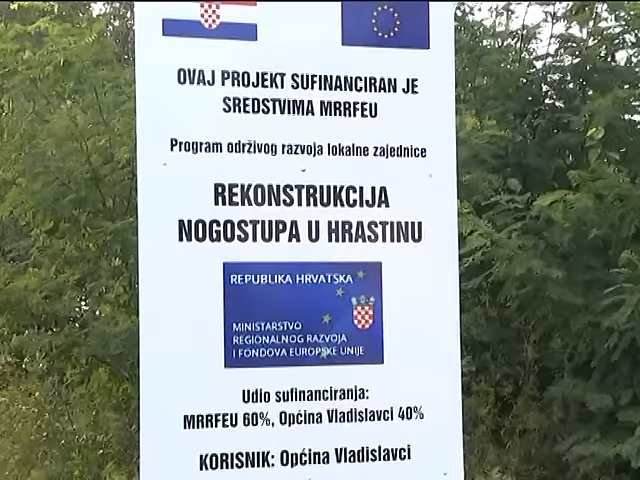 OVAJ PROJEKT SUFINANCIRAN JE
SREDSTVIMA MRRFEU
Program održivog razvoja lokalne zajednice
REKONSTRUKCIJA
NOGOSTUPA U HRASTINU
REPUBLIKA HRVATSKA
MINISTARSTVO
REGIONALNOG RAZVOJA
I FONDOVA EUROPSKE UNIJE
Udio sufinanciranja:
MRRFEU 60%, Općina Vladislavci 40%
KORISNIK: Općina Vladislavci